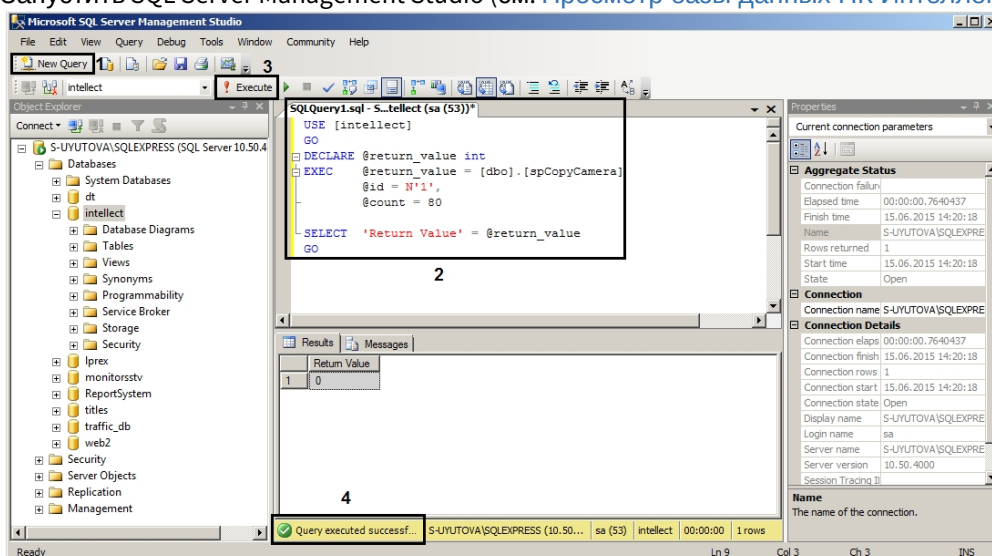 Запустить SQL Server Management Studio (см. Просмотр базы данных ПК Интеллек
Microsoft SQL Server Management Studio
File Edit View Query Debug Tools Window Community Help
New Query
1
3
intellect
Execute
Object Explorer
Connect
S-UYUTOVA\SQLEXPRESS (SQL Server 10.50.4
Databases
System Databases
dt
intellect
Database Diagrams
Tables
Views
Synonyms
Programmability
Service Broker
Storage
Security
lprex
monitorsstv
ReportSystem
titles
traffic_db
web2
Security
Server Objects
Replication
Management
SQLQuery1.sql - S...tellect (sa (53))*
USE [intellect]
GO
DECLARE @return_value int
EXEC @return_value = [dbo].[spCopyCamera]
@id = N'1',
@count = 80
SELECT 'Return Value' = @return_value
GO
2
Results Messages
Return Value
1 0
4
Query executed successf... S-UYUTOVA\SQLEXPRESS (10.50... sa (53) intellect 00:00:00 1 rows
Properties
Current connection parameters
Aggregate Status
Connection failur
Elapsed time 00:00:00.7640437
Finish time 15.06.2015 14:20:18
Name S-UYUTOVA\SQLEXPRE
Rows returned 1
Start time 15.06.2015 14:20:18
State Open
Connection
Connection name S-UYUTOVA\SQLEXPRE
Connection Details
Connection elaps 00:00:00.7640437
Connection finish 15.06.2015 14:20:18
Connection rows 1
Connection start 15.06.2015 14:20:18
Connection state Open
Display name S-UYUTOVA\SQLEXPRE
Login name sa
Server name S-UYUTOVA\SQLEXPRE
Server version 10.50.4000
Session Tracing I
Name
The name of the connection.
Ready Ln 9 Col 3 Ch 3 INS